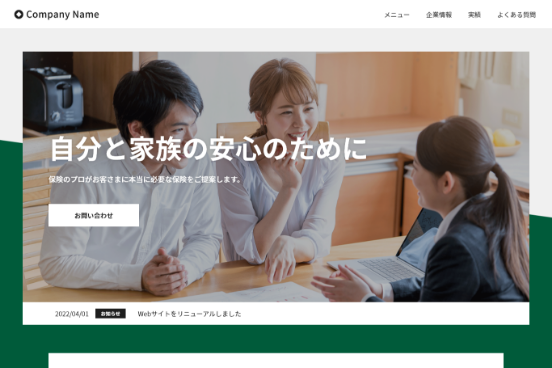 Company Name
メニュー 企業情報 実績 よくある質問
自分と家族の安心のために
保険のプロがお客さまに本当に必要な保険をご提案します。
お問い合わせ
2022/04/01 お知らせ Webサイトをリニューアルしました